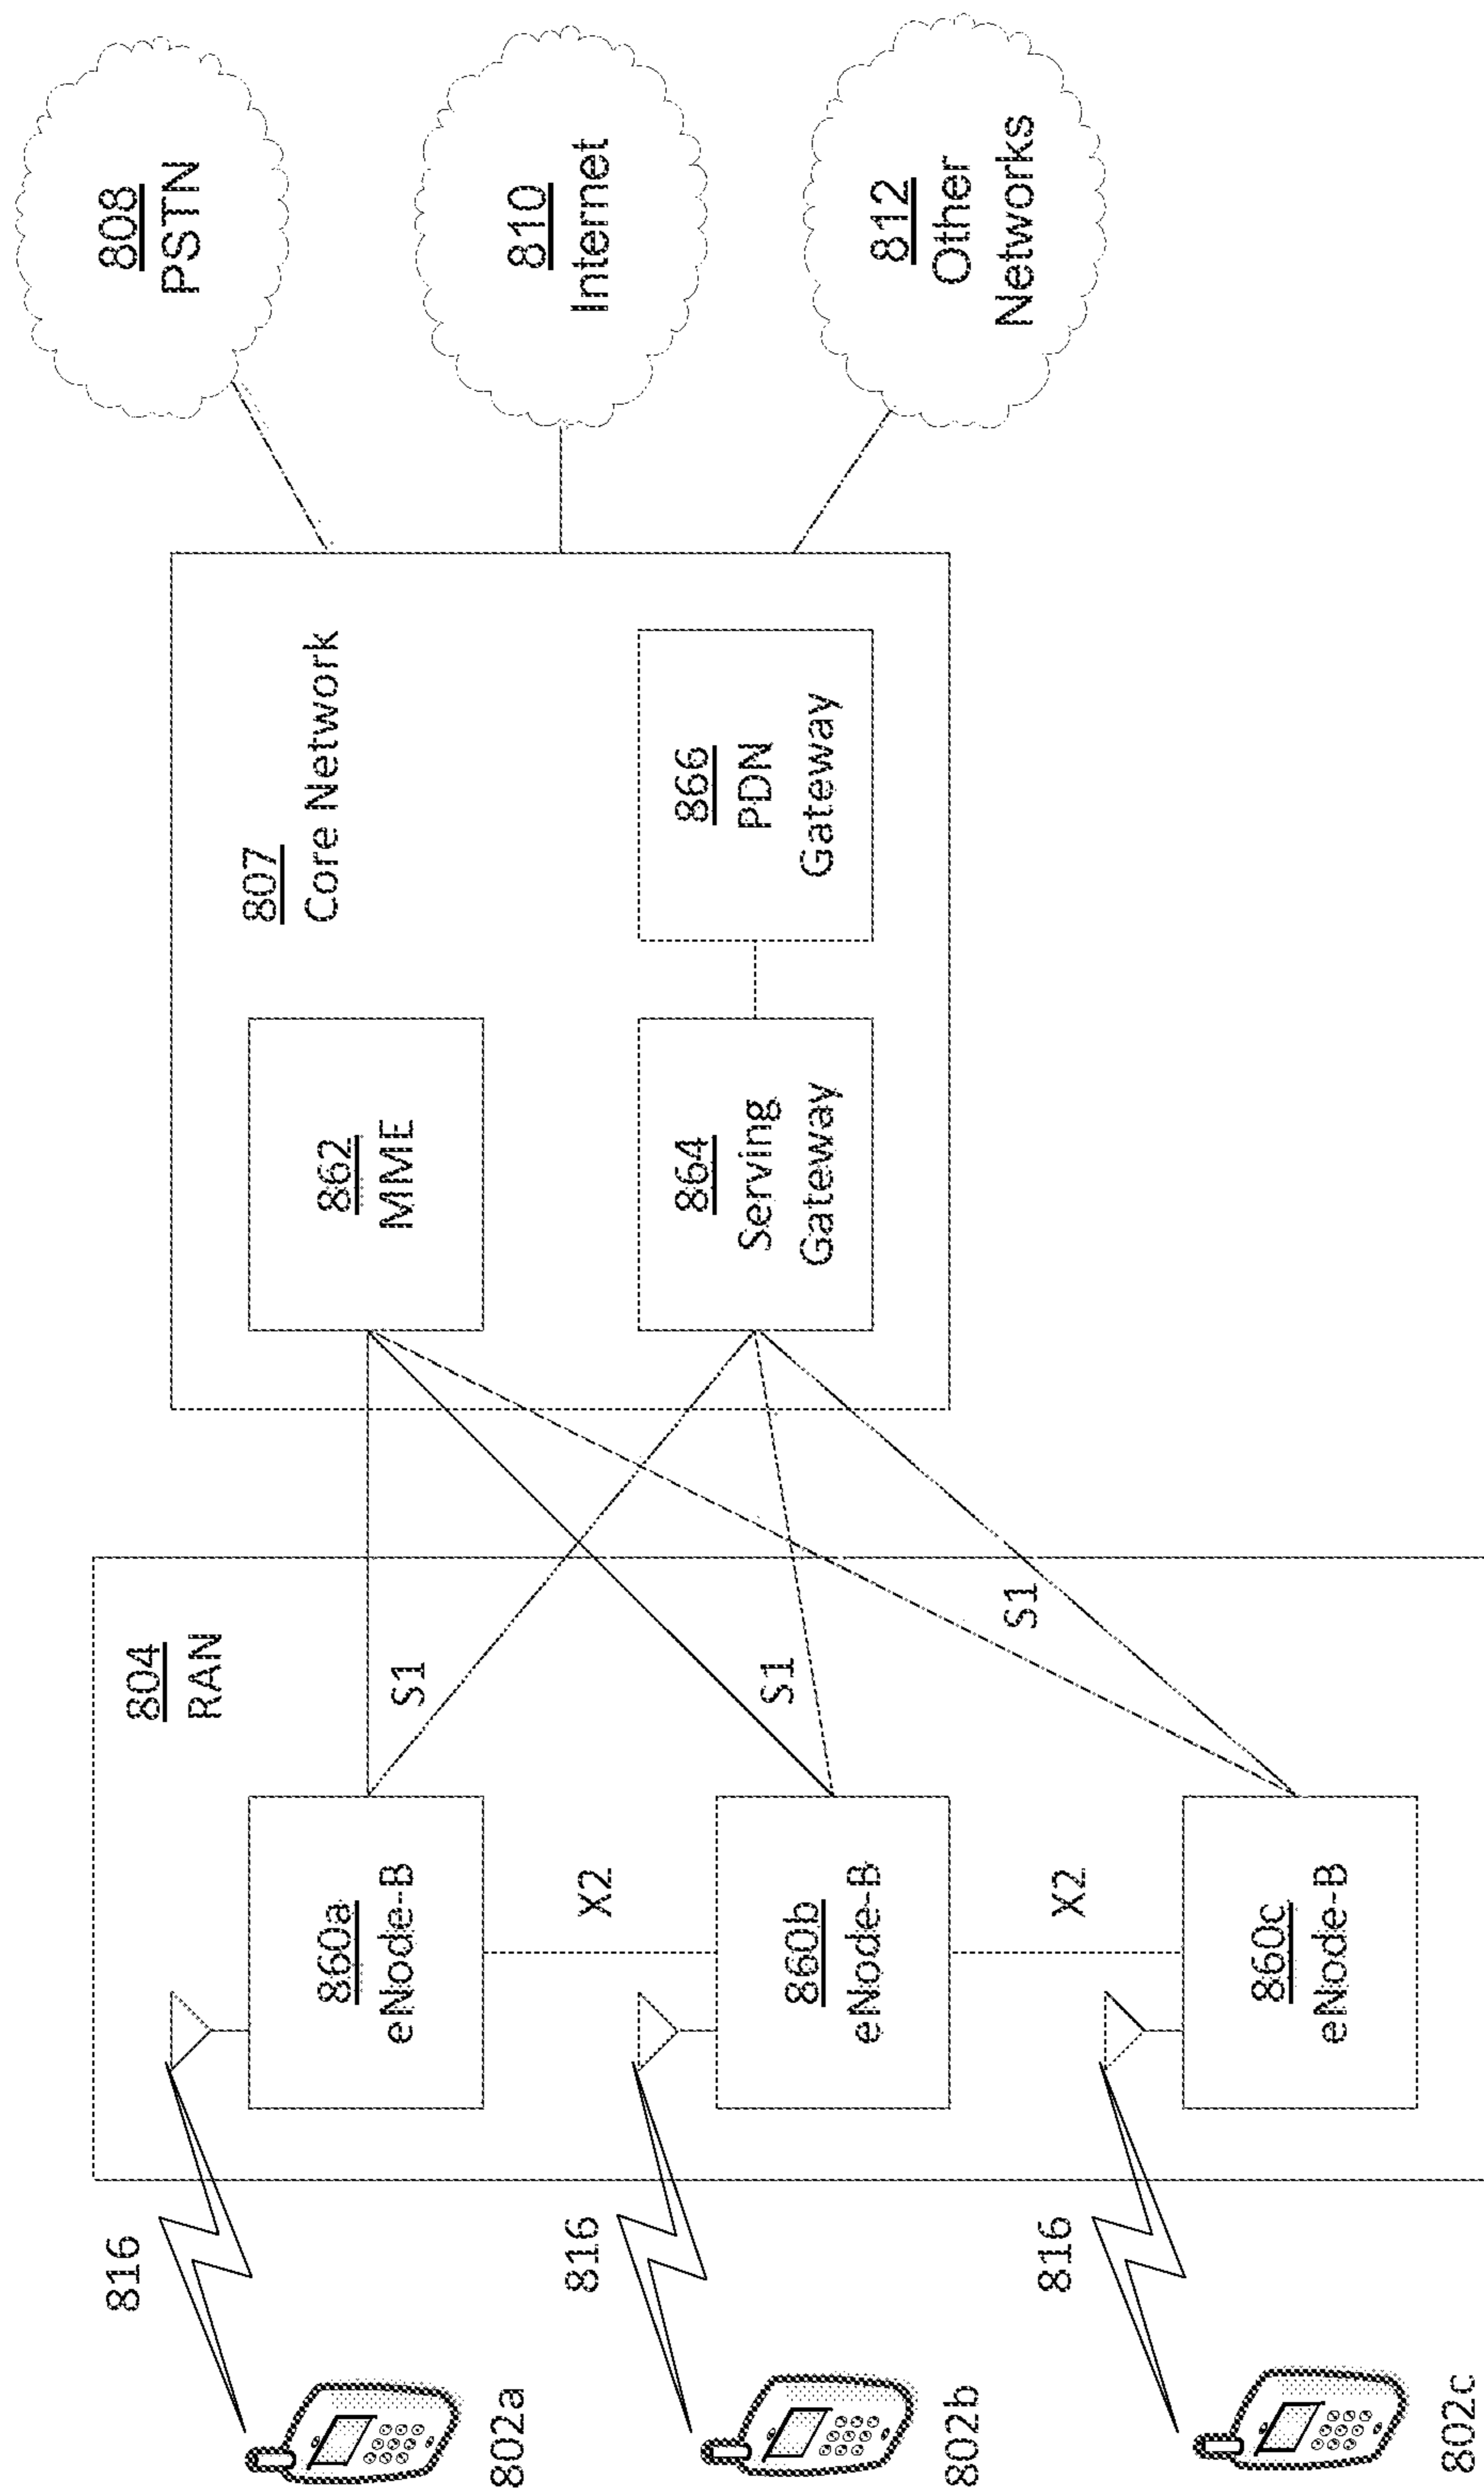 816
802a
816
802b
816
802c
804
RAN
860a
eNode-B
X2
860b
eNode-B
X2
860c
eNode-B
S1
S1
S1
807
Core Network
862
MME
864
Serving
Gateway
866
PDN
Gateway
808
PSTN
810
Internet
812
Other
Networks